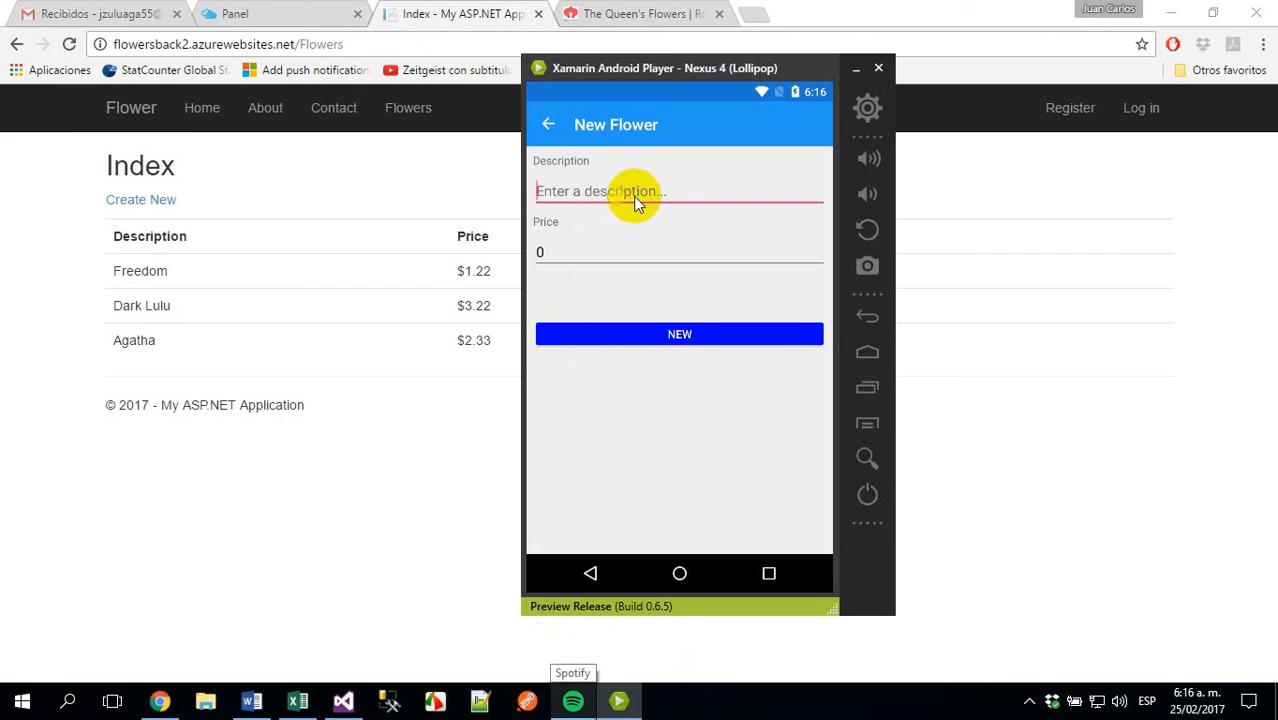 Recibidos - jzuluaga55@
Panel
Index - My ASP.NET App
The Queen's Flowers | R
Juan Carlos
flowersback2.azurewebsites.net/Flowers
Aplicaciones
StatCounter Global St
Add push notification
Zeitgeist con subtitul
Otros favoritos
Flower
Home
About
Contact
Flowers
Register
Log in
Index
Create New
Description Price
Freedom $1.22
Dark Lulu $3.22
Agatha $2.33
© 2017 - My ASP.NET Application
Xamarin Android Player - Nexus 4 (Lollipop)
6:16
New Flower
Description
Enter a description...
Price
0
NEW
Preview Release (Build 0.6.5)
Spotify
ESP
6:16 a. m.
25/02/2017